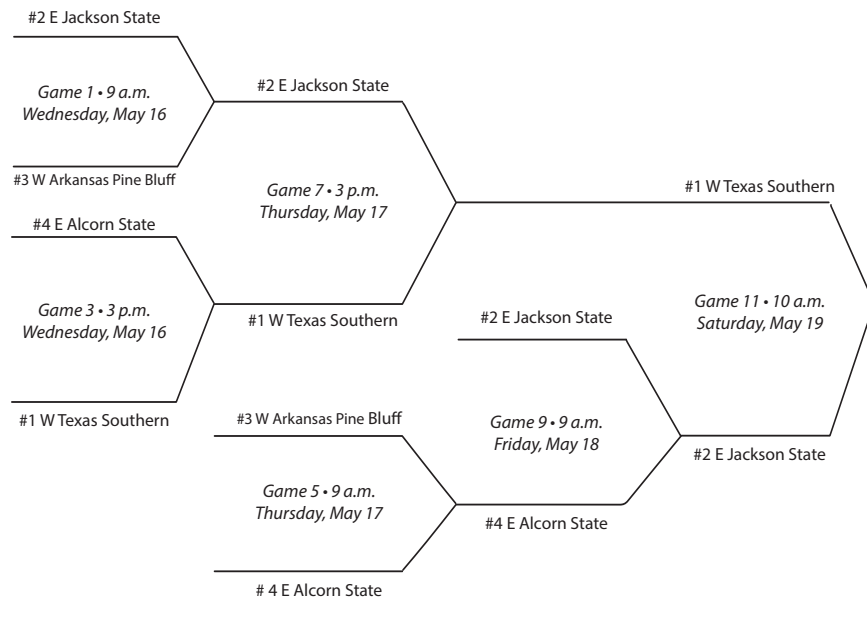 #2 E Jackson State
Game 1 • 9 a.m.
Wednesday, May 16
#3 W Arkansas Pine Bluff
#4 E Alcorn State
Game 3 • 3 p.m.
Wednesday, May 16
#1 W Texas Southern
#2 E Jackson State
Game 7 • 3 p.m.
Thursday, May 17
#1 W Texas Southern
#3 W Arkansas Pine Bluff
Game 5 • 9 a.m.
Thursday, May 17
# 4 E Alcorn State
#2 E Jackson State
Game 9 • 9 a.m.
Friday, May 18
#4 E Alcorn State
#1 W Texas Southern
Game 11 • 10 a.m.
Saturday, May 19
#2 E Jackson State